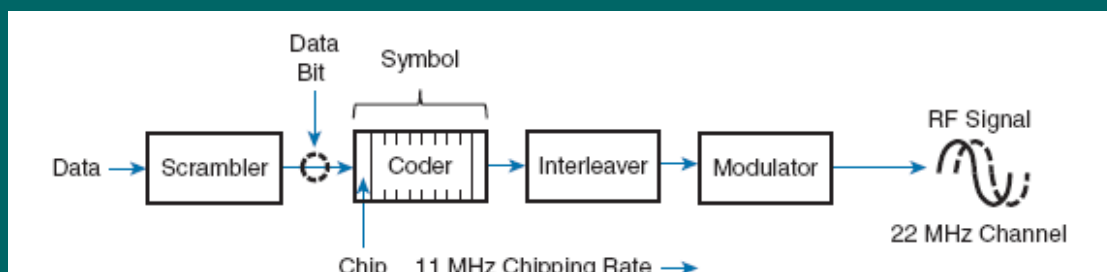 Data
Bit
Symbol
Data
Scrambler
Coder
Interleaver
Modulator
RF Signal
22 MHz Channel
Chip
11 MHz Chipping Rate